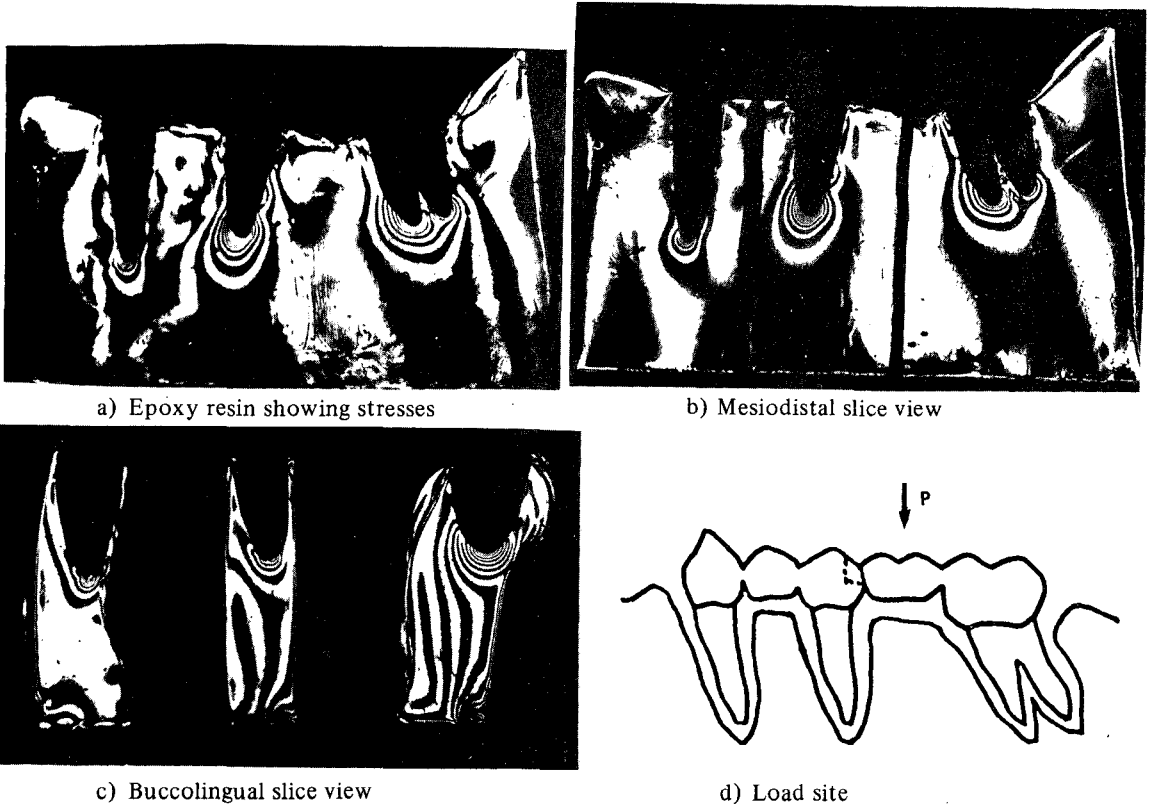 a) Epoxy resin showing stresses
b) Mesiodistal slice view
P
c) Buccolingual slice view
d) Load site